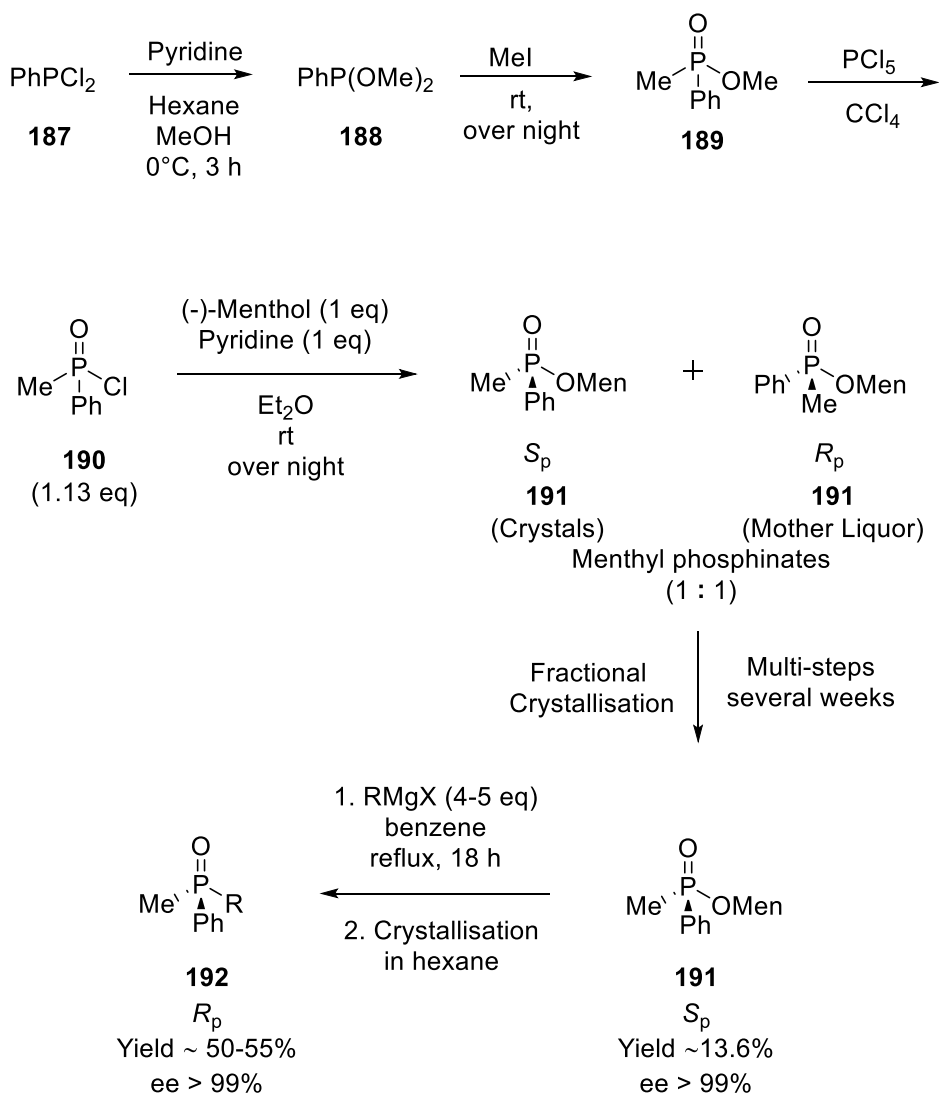 PhPCl2
187
Pyridine
Hexane
MeOH
0°C, 3 h
PhP(OMe)2
188
MeI
rt,
over night
O
Me P OMe
Ph
189
PCl5
CCl4
O
Me P Cl
Ph
190
(1.13 eq)
(-)-Menthol (1 eq)
Pyridine (1 eq)
Et2O
rt
over night
O
Me P OMen
Ph
Sp
191
(Crystals)
+
O
Ph P OMen
Me
Rp
191
(Mother Liquor)
Menthyl phosphinates
(1 : 1)
Fractional
Crystallisation
Multi-steps
several weeks
O
Me P OMen
Ph
191
Sp
Yield ~13.6%
ee > 99%
1. RMgX (4-5 eq)
benzene
reflux, 18 h
2. Crystallisation
in hexane
O
Me P R
Ph
192
Rp
Yield ~ 50-55%
ee > 99%